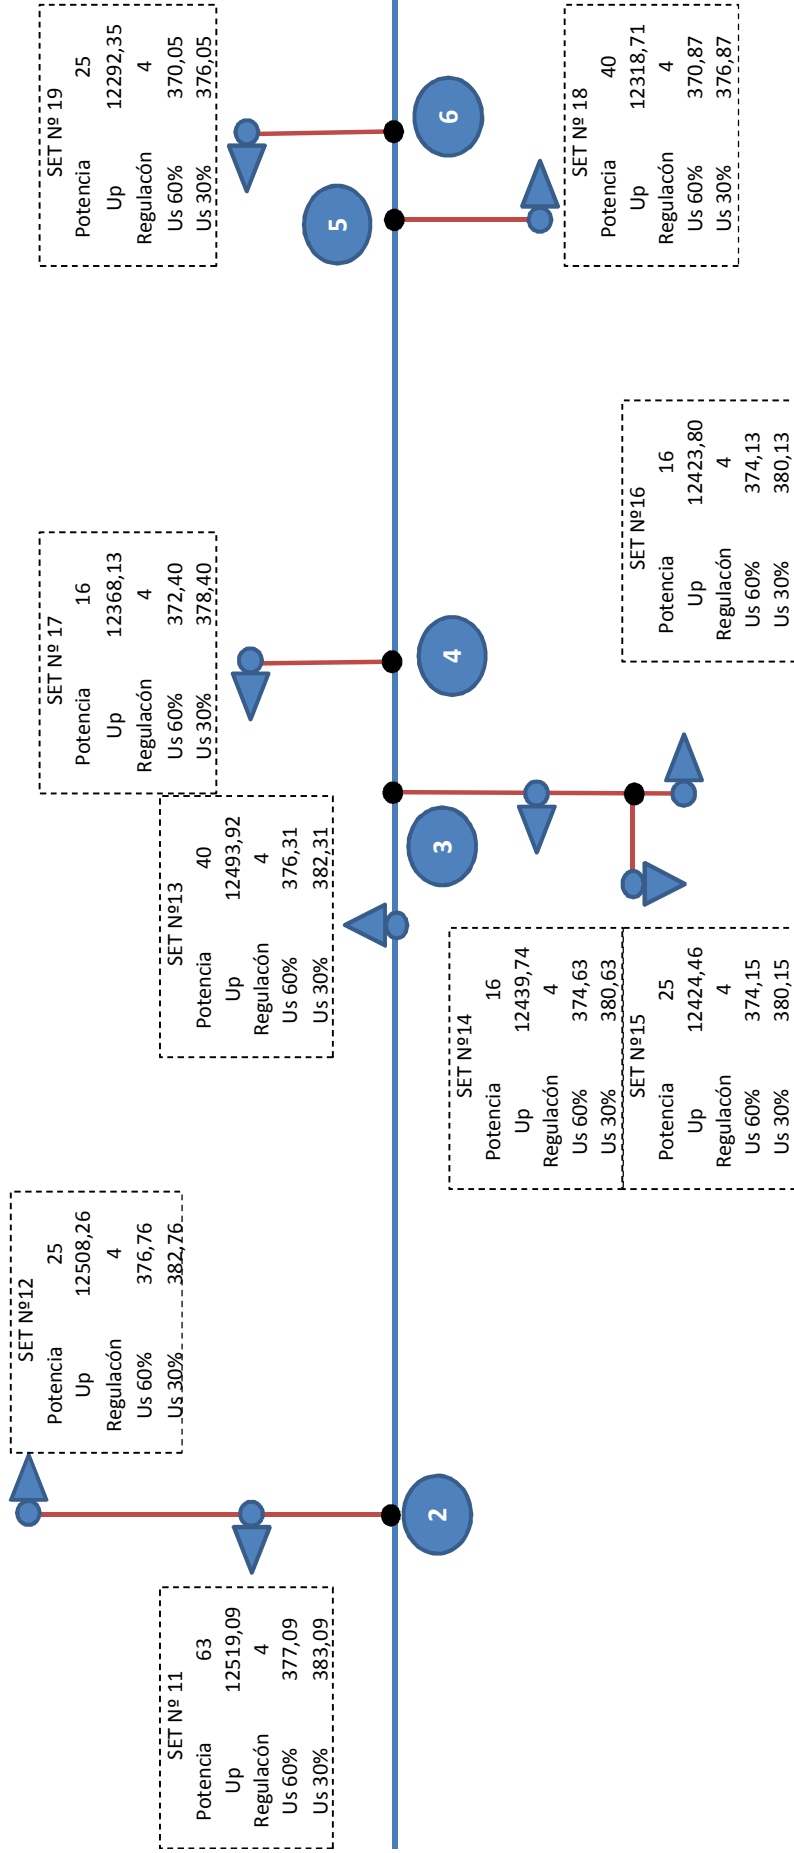 SET Nº 11
Potencia 63
Up 12519,09
Regulacón 4
Us 60% 377,09
Us 30% 383,09
SET Nº12
Potencia 25
Up 12508,26
Regulacón 4
Us 60% 376,76
Us 30% 382,76
2
SET Nº13
Potencia 40
Up 12493,92
Regulacón 4
Us 60% 376,31
Us 30% 382,31
SET Nº14
Potencia 16
Up 12439,74
Regulacón 4
Us 60% 374,63
Us 30% 380,63
SET Nº15
Potencia 25
Up 12424,46
Regulacón 4
Us 60% 374,15
Us 30% 380,15
3
SET Nº16
Potencia 16
Up 12423,80
Regulacón 4
Us 60% 374,13
Us 30% 380,13
SET Nº 17
Potencia 16
Up 12368,13
Regulacón 4
Us 60% 372,40
Us 30% 378,40
4
5
SET Nº 18
Potencia 40
Up 12318,71
Regulacón 4
Us 60% 370,87
Us 30% 376,87
SET Nº 19
Potencia 25
Up 12292,35
Regulacón 4
Us 60% 370,05
Us 30% 376,05
6